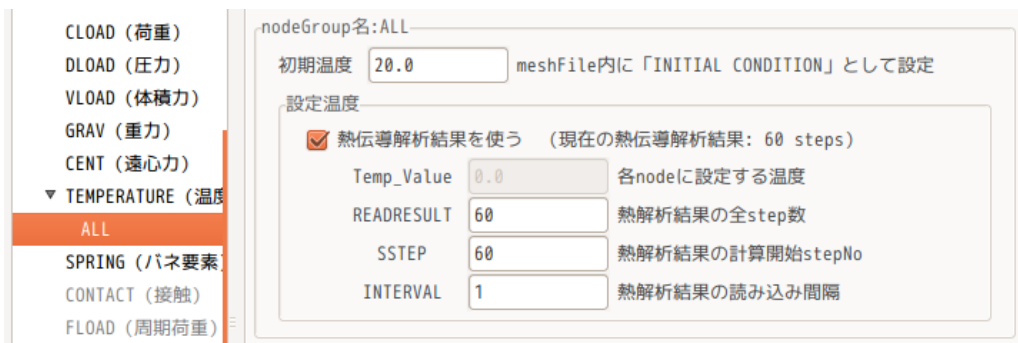 CLOAD (荷重)
DLOAD (圧力)
VLOAD (体積力)
GRAV (重力)
CENT (遠心力)
▼ TEMPERATURE (温度
ALL
SPRING (バネ要素)
CONTACT (接触)
FLOAD (周期荷重)
nodeGroup名:ALL
初期温度 20.0 meshFile内に「INITIAL CONDITION」として設定
設定温度
熱伝導解析結果を使う (現在の熱伝導解析結果: 60 steps)
Temp_Value 0.0 各nodeに設定する温度
READRESULT 60 熱解析結果の全step数
SSTEP 60 熱解析結果の計算開始stepNo
INTERVAL 1 熱解析結果の読み込み間隔